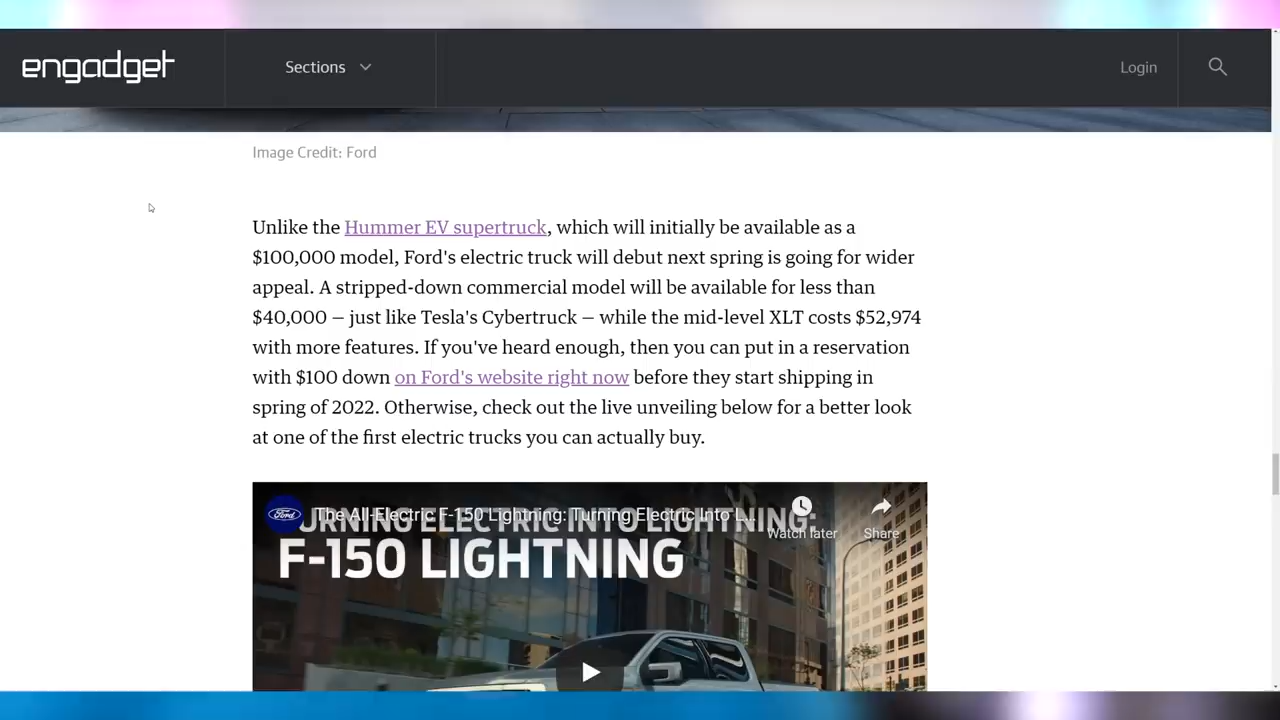 engadget
Sections
Login
Image Credit: Ford
Unlike the Hummer EV supertruck, which will initially be available as a
$100,000 model, Ford's electric truck will debut next spring is going for wider
appeal. A stripped-down commercial model will be available for less than
$40,000 — just like Tesla's Cybertruck — while the mid-level XLT costs $52,974
with more features. If you've heard enough, then you can put in a reservation
with $100 down on Ford's website right now before they start shipping in
spring of 2022. Otherwise, check out the live unveiling below for a better look
at one of the first electric trucks you can actually buy.
Ford
The All-Electric F-150 Lightning: Turning Electric Into L...
Watch later
Share
URNING ELECTRIC INTO LIGHTNING:
F-150 LIGHTNING